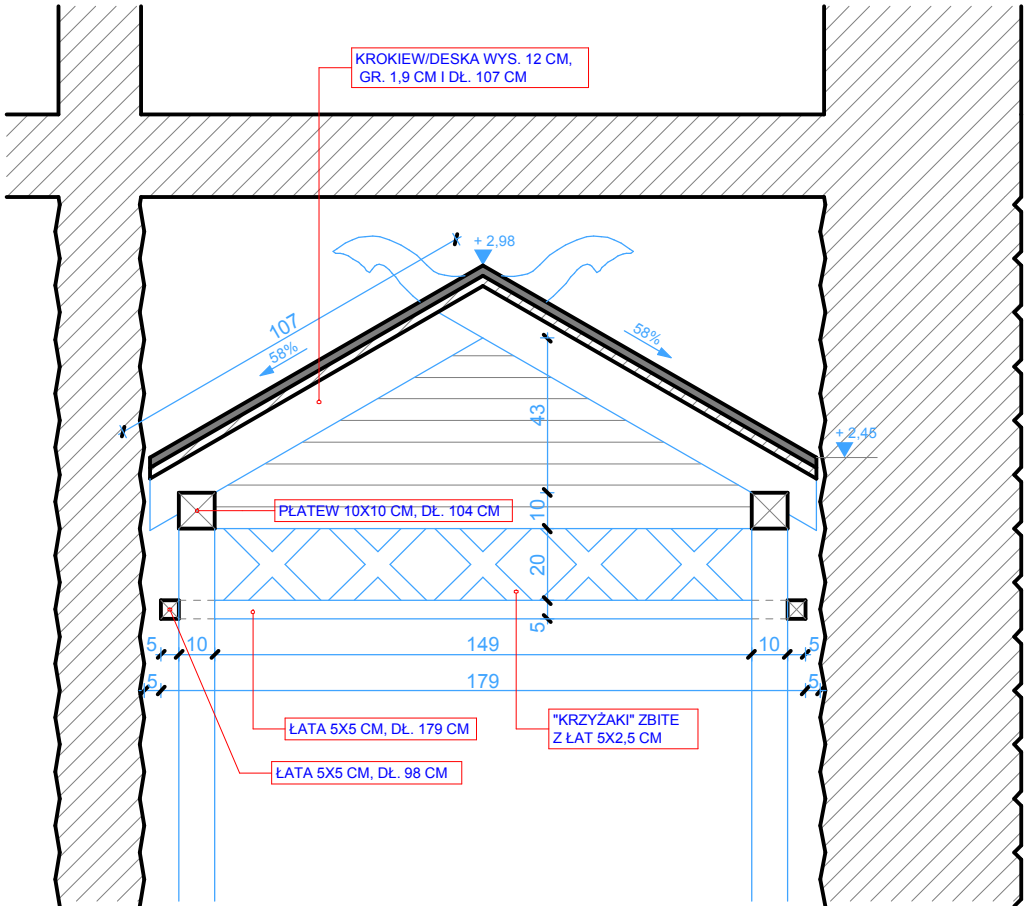 KROKIEW/DESKA WYS. 12 CM,
GR. 1,9 CM I DŁ. 107 CM
+ 2,98
107
58%
58%
43
+ 2,45
PŁATEW 10X10 CM, DŁ. 104 CM
10
20
5
5
10
149
10
5
5
179
5
ŁATA 5X5 CM, DŁ. 179 CM
"KRZYŻAKI" ZBITE
Z ŁAT 5X2,5 CM
ŁATA 5X5 CM, DŁ. 98 CM